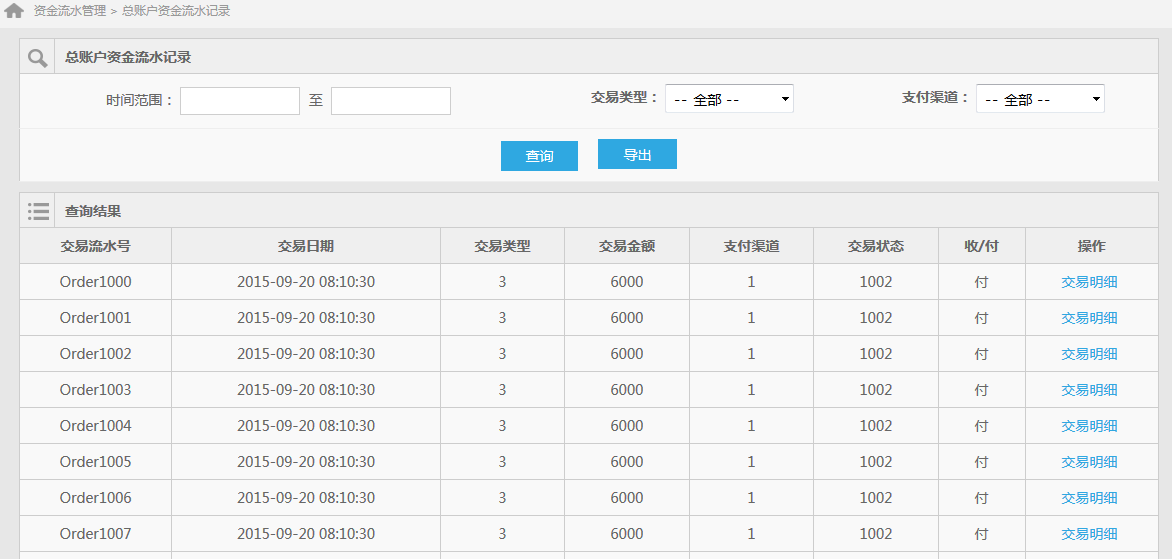 资金流水管理 > 总账户资金流水记录
总账户资金流水记录
时间范围： 至 交易类型： -- 全部 -- 支付渠道： -- 全部 --
查询 导出
查询结果
交易流水号 交易日期 交易类型 交易金额 支付渠道 交易状态 收/付 操作
Order1000 2015-09-20 08:10:30 3 6000 1 1002 付 交易明细
Order1001 2015-09-20 08:10:30 3 6000 1 1002 付 交易明细
Order1002 2015-09-20 08:10:30 3 6000 1 1002 付 交易明细
Order1003 2015-09-20 08:10:30 3 6000 1 1002 付 交易明细
Order1004 2015-09-20 08:10:30 3 6000 1 1002 付 交易明细
Order1005 2015-09-20 08:10:30 3 6000 1 1002 付 交易明细
Order1006 2015-09-20 08:10:30 3 6000 1 1002 付 交易明细
Order1007 2015-09-20 08:10:30 3 6000 1 1002 付 交易明细